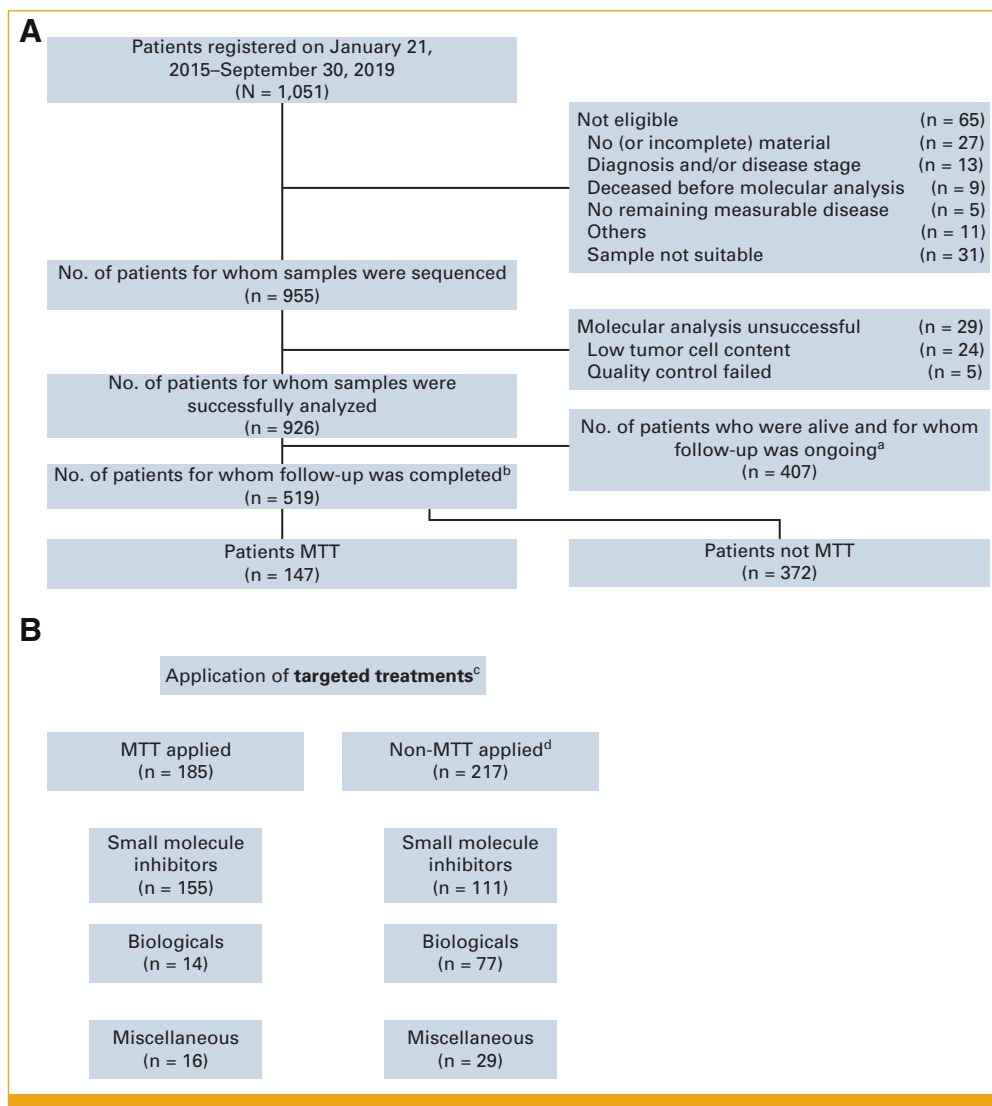 A
Patients registered on January 21,
2015–September 30, 2019
(N = 1,051)
Not eligible (n = 65)
No (or incomplete) material (n = 27)
Diagnosis and/or disease stage (n = 13)
Deceased before molecular analysis (n = 9)
No remaining measurable disease (n = 5)
Others (n = 11)
Sample not suitable (n = 31)
No. of patients for whom samples were sequenced
(n = 955)
Molecular analysis unsuccessful (n = 29)
Low tumor cell content (n = 24)
Quality control failed (n = 5)
No. of patients for whom samples were
successfully analyzed
(n = 926)
No. of patients who were alive and for whom
follow-up was ongoingᵃ
(n = 407)
No. of patients for whom follow-up was completedᵇ
(n = 519)
Patients MTT
(n = 147)
Patients not MTT
(n = 372)
B
Application of targeted treatmentsᶜ
MTT applied
(n = 185)
Non-MTT appliedᵈ
(n = 217)
Small molecule
inhibitors
(n = 155)
Small molecule
inhibitors
(n = 111)
Biologicals
(n = 14)
Biologicals
(n = 77)
Miscellaneous
(n = 16)
Miscellaneous
(n = 29)